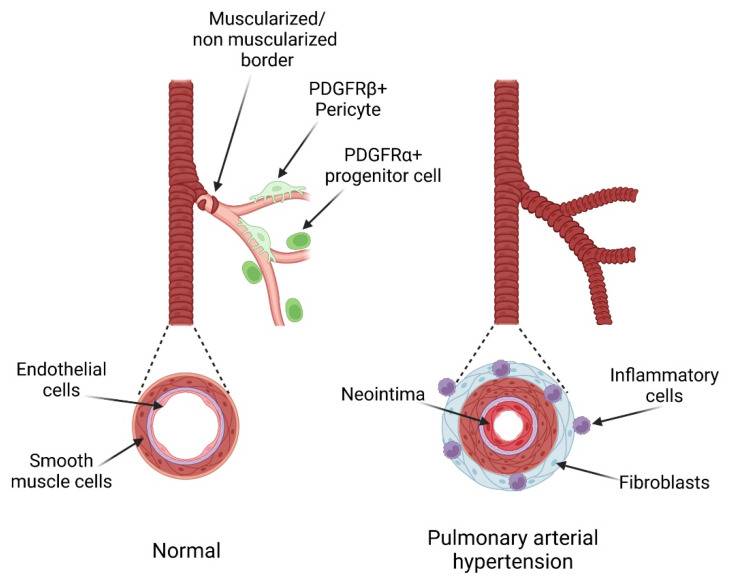 Muscularized/
non muscularized
border
PDGFRβ+
Pericyte
PDGFRα+
progenitor cell
Endothelial
cells
Smooth
muscle cells
Normal
Neointima
Inflammatory
cells
Fibroblasts
Pulmonary arterial
hypertension